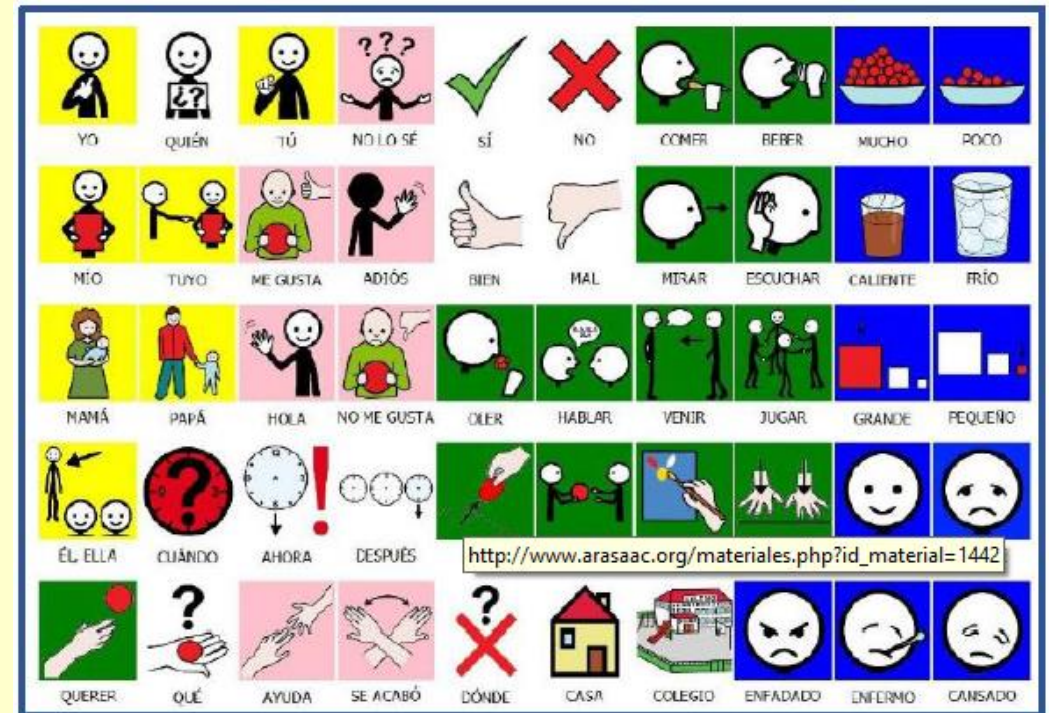 YO QUIÉN TÚ NO LO SÉ SÍ NO COMER BEBER MUCHO POCO
MÍO TUYO ME GUSTA ADIÓS BIEN MAL MIRAR ESCUCHAR CALIENTE FRÍO
MAMÁ PAPÁ HOLA NO ME GUSTA OLER HABLAR VENIR JUGAR GRANDE PEQUEÑO
ÉL, ELLA CUÁNDO AHORA DESPUÉS
http://www.arasaac.org/materiales.php?id_material=1442
QUERER QUÉ AYUDA SE ACABÓ DÓNDE CASA COLEGIO ENFADADO ENFERMO CANSADO